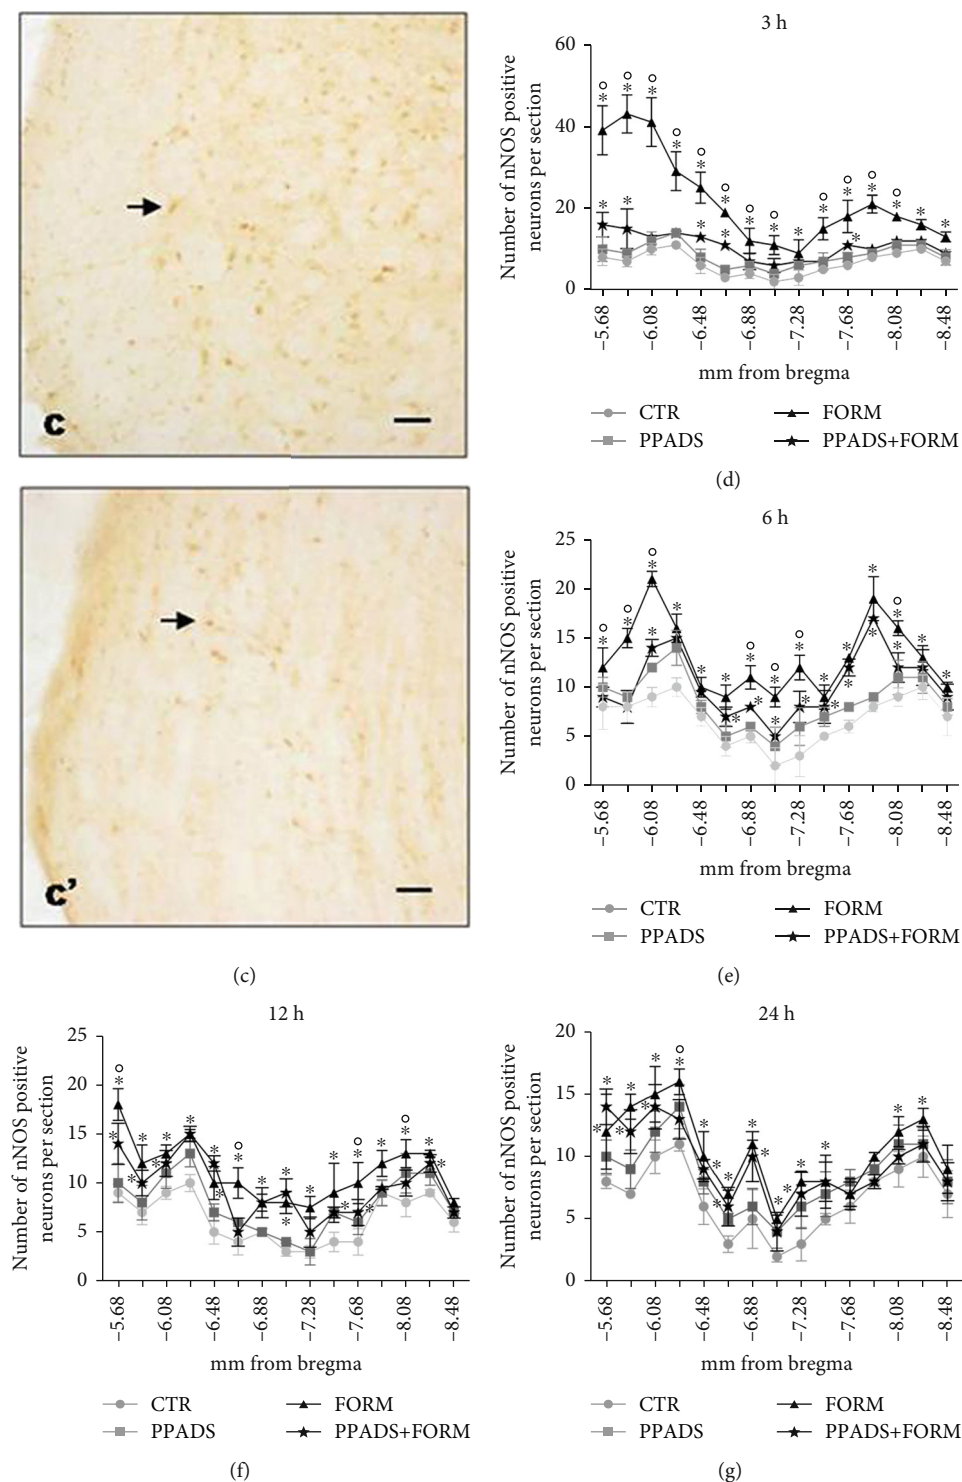 c
c'
(c)
3 h
Number of nNOS positive
neurons per section
60
40
20
0
−5.68
−6.08
−6.48
−6.88
−7.28
−7.68
−8.08
−8.48
mm from bregma
CTR
FORM
PPADS
PPADS+FORM
(d)
6 h
Number of nNOS positive
neurons per section
25
20
15
10
5
0
−5.68
−6.08
−6.48
−6.88
−7.28
−7.68
−8.08
−8.48
mm from bregma
CTR
FORM
PPADS
PPADS+FORM
(e)
12 h
Number of nNOS positive
neurons per section
25
20
15
10
5
0
−5.68
−6.08
−6.48
−6.88
−7.28
−7.68
−8.08
−8.48
mm from bregma
CTR
FORM
PPADS
PPADS+FORM
(f)
24 h
Number of nNOS positive
neurons per section
20
15
10
5
0
−5.68
−6.08
−6.48
−6.88
−7.28
−7.68
−8.08
−8.48
mm from bregma
CTR
FORM
PPADS
PPADS+FORM
(g)